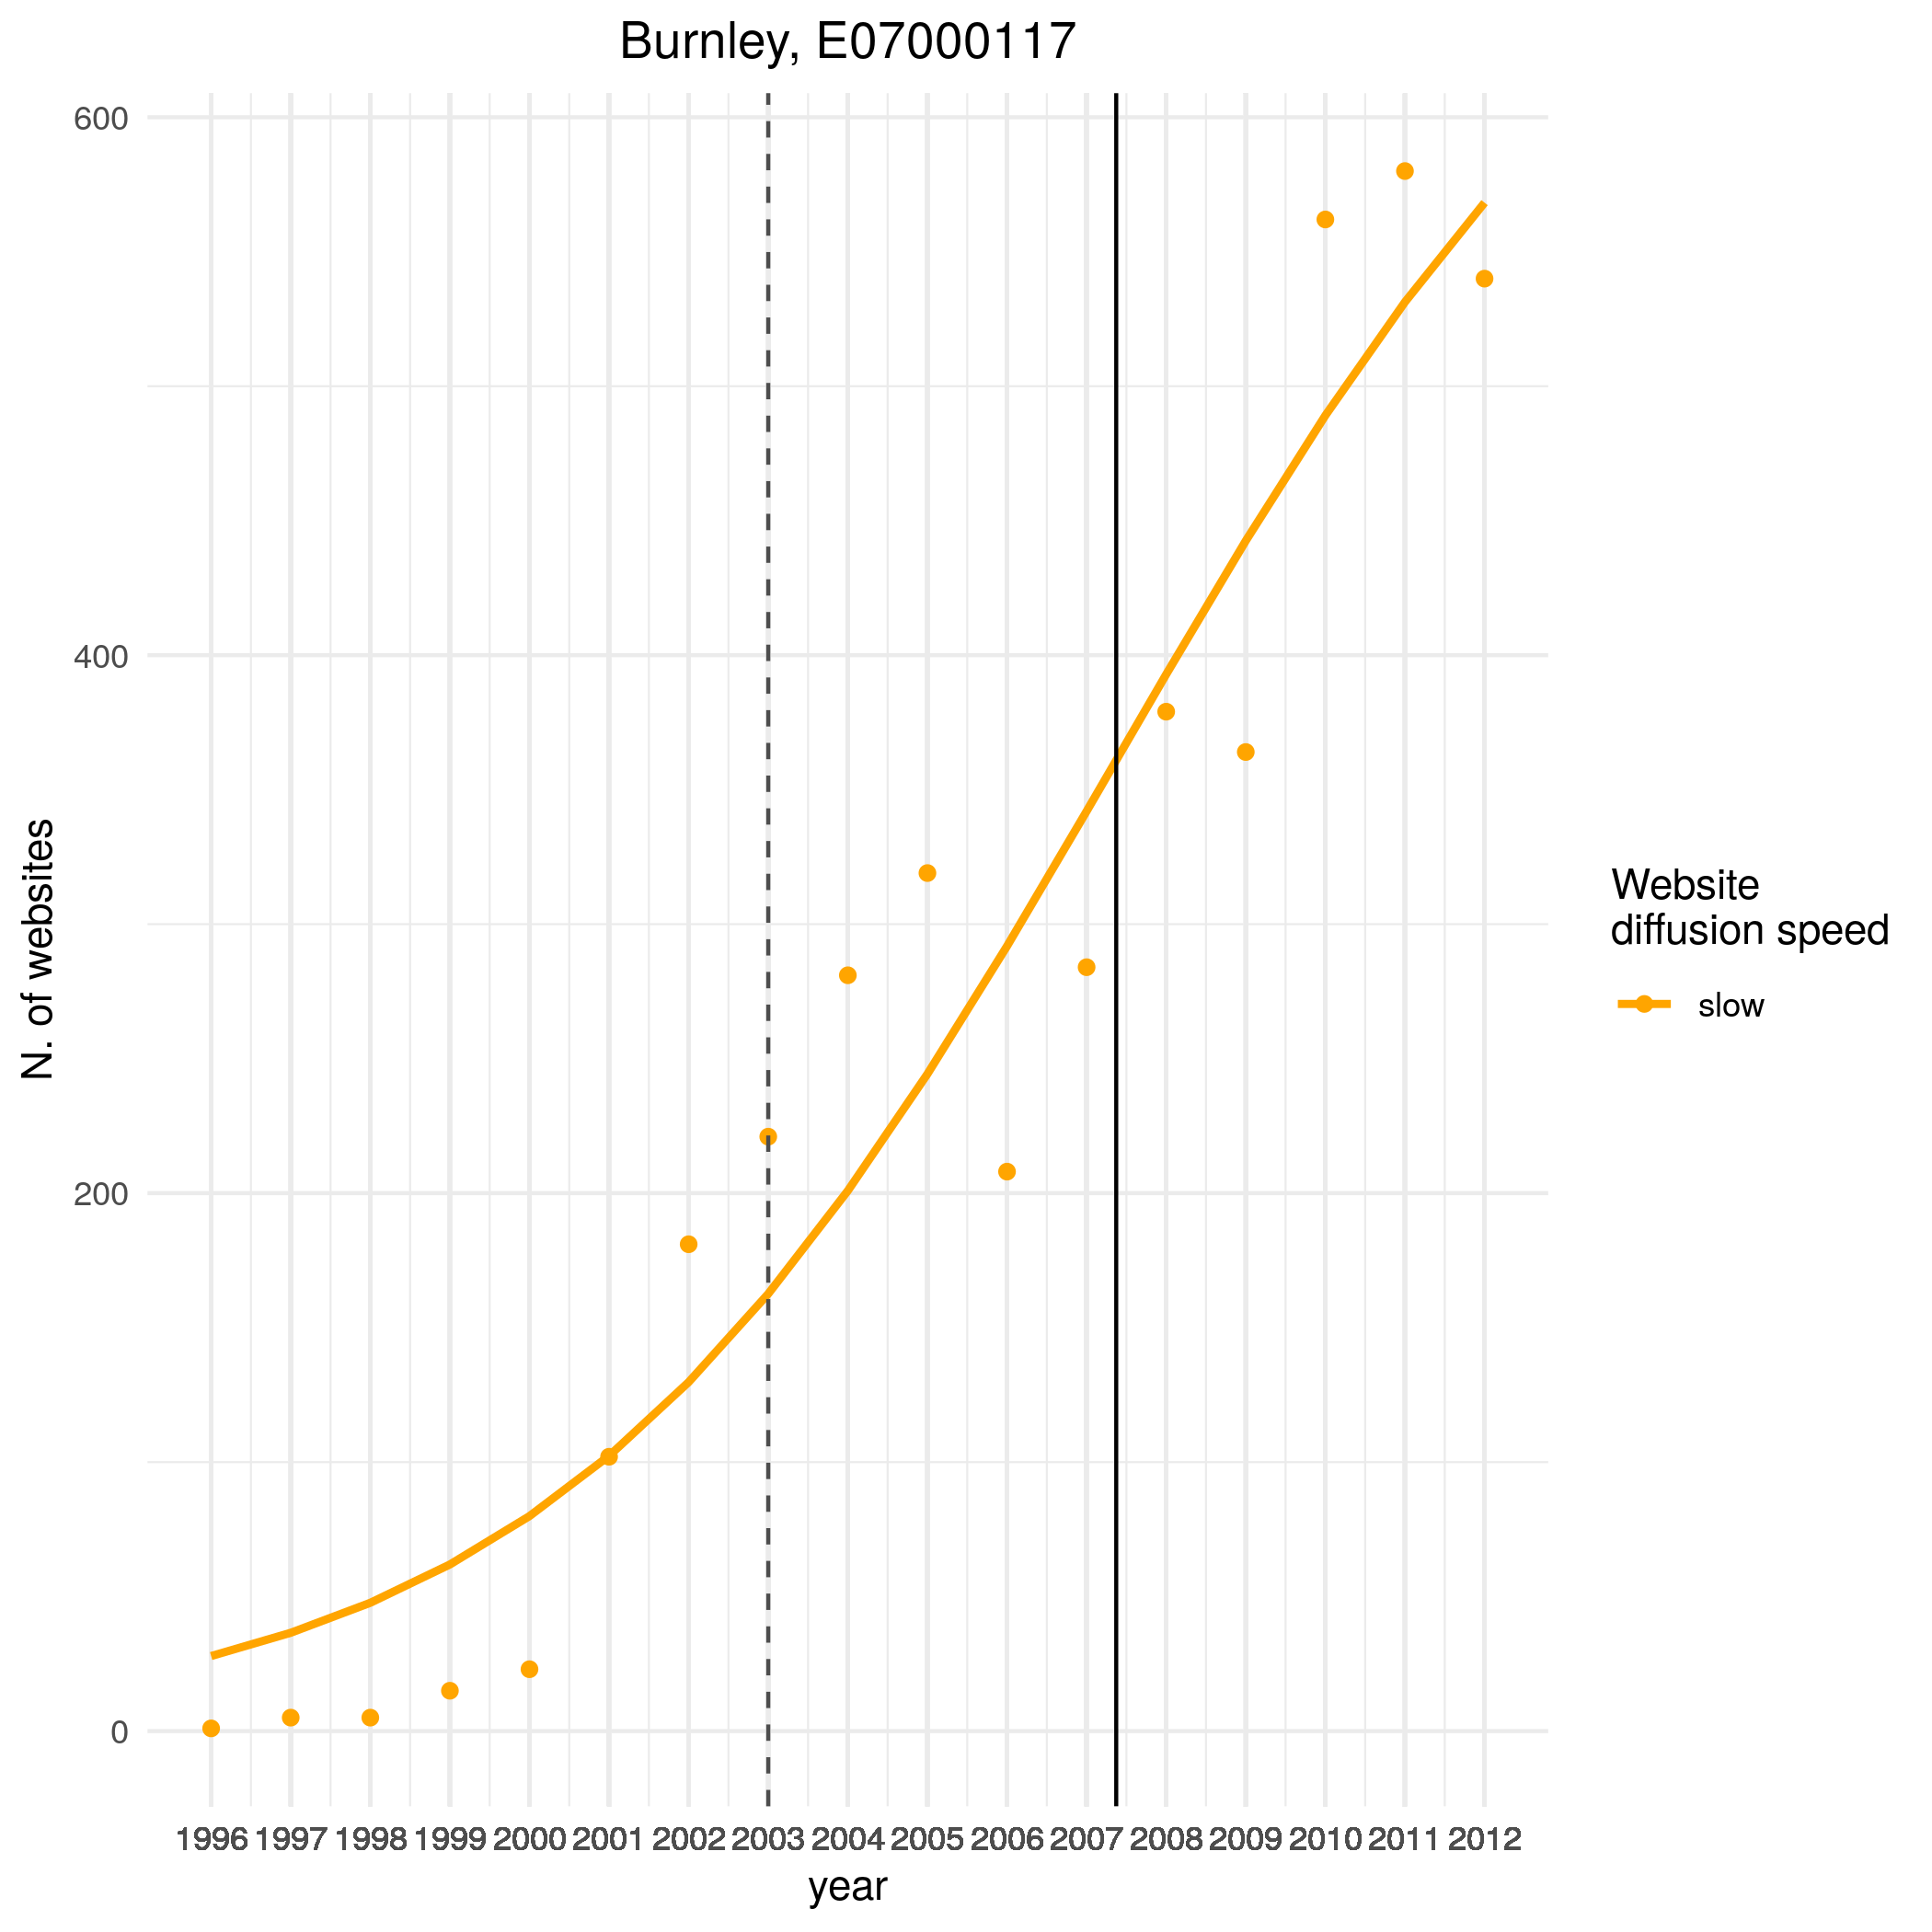 Burnley, E07000117
600
400
200
0
N. of websites
1996 1997 1998 1999 2000 2001 2002 2003 2004 2005 2006 2007 2008 2009 2010 2011 2012
year
Website
diffusion speed
slow